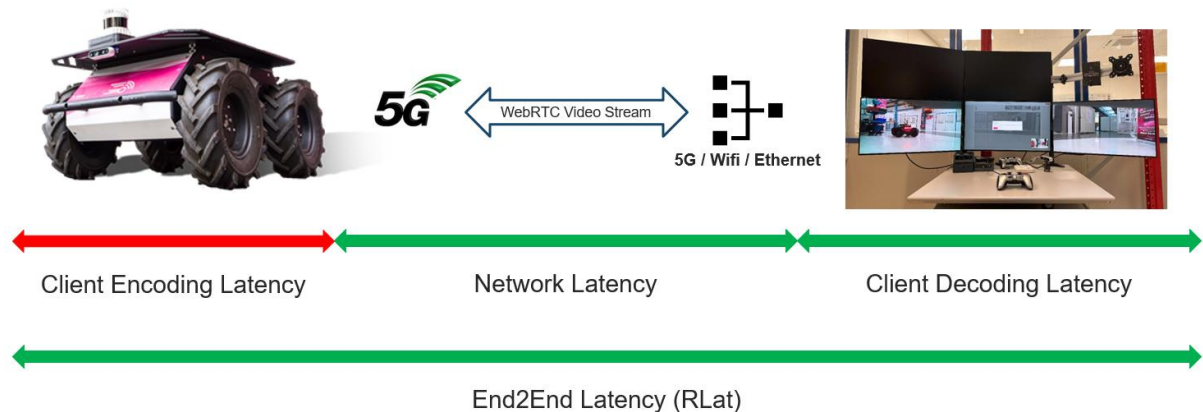 5G
WebRTC Video Stream
5G / Wifi / Ethernet
Client Encoding Latency
Network Latency
Client Decoding Latency
End2End Latency (RLat)